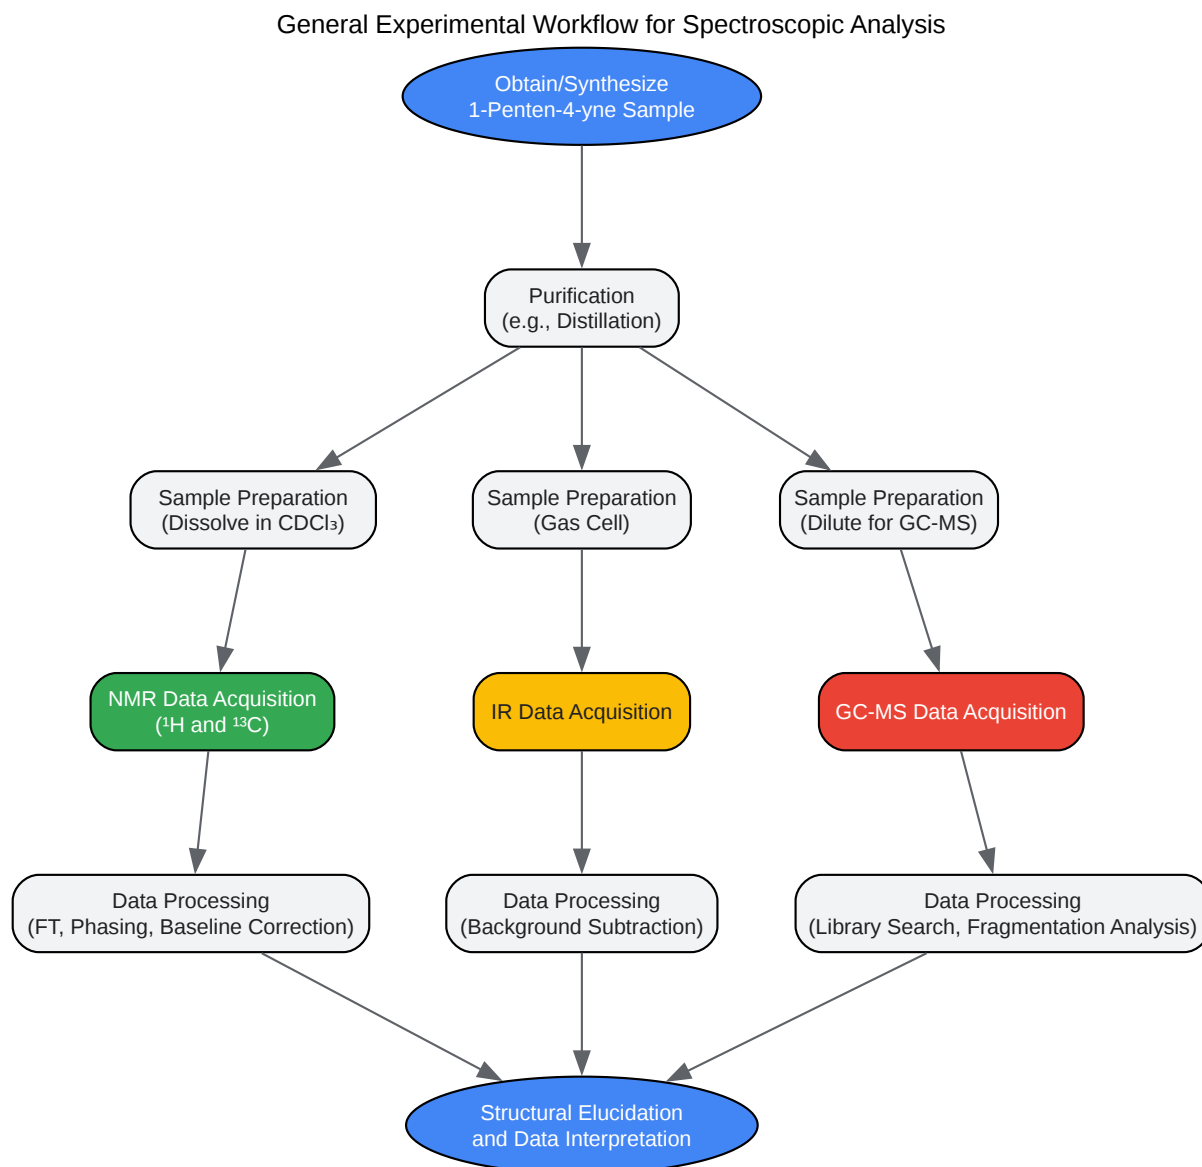 General Experimental Workflow for Spectroscopic Analysis
Obtain/Synthesize
1-Penten-4-yne Sample
Purification
(e.g., Distillation)
Sample Preparation
(Dissolve in CDCl₃)
Sample Preparation
(Gas Cell)
Sample Preparation
(Dilute for GC-MS)
NMR Data Acquisition
(¹H and ¹³C)
IR Data Acquisition
GC-MS Data Acquisition
Data Processing
(FT, Phasing, Baseline Correction)
Data Processing
(Background Subtraction)
Data Processing
(Library Search, Fragmentation Analysis)
Structural Elucidation
and Data Interpretation